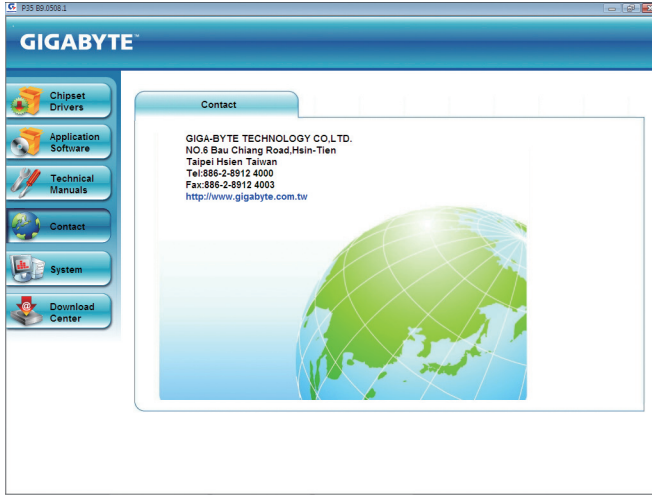 P35 B9.0508.1
GIGABYTE™
Chipset
Drivers
Application
Software
Technical
Manuals
Contact
System
Download
Center
Contact
GIGA-BYTE TECHNOLOGY CO,LTD.
NO.6 Bau Chiang Road,Hsin-Tien
Taipei Hsien Taiwan
Tel:886-2-8912 4000
Fax:886-2-8912 4003
http://www.gigabyte.com.tw